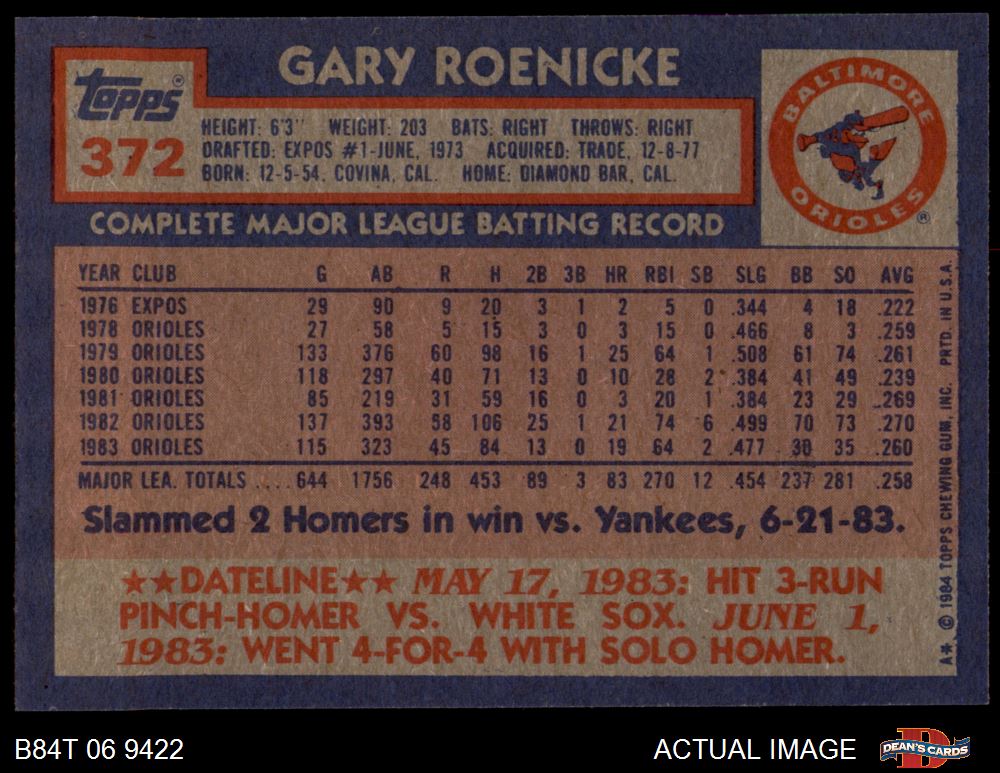 GARY ROENICKE
Topps®
372
HEIGHT: 6'3" WEIGHT: 203 BATS: RIGHT THROWS: RIGHT
DRAFTED: EXPOS #1-JUNE, 1973 ACQUIRED: TRADE, 12-8-77
BORN: 12-5-54, COVINA, CAL. HOME: DIAMOND BAR, CAL.
BALTIMORE
ORIOLES ®
COMPLETE MAJOR LEAGUE BATTING RECORD
YEAR CLUB G AB R H 2B 3B HR RBI SB SLG BB SO AVG
1976 EXPOS 29 90 9 20 3 1 2 5 0 .344 4 18 .222
1978 ORIOLES 27 58 5 15 3 0 3 15 0 .466 8 3 .259
1979 ORIOLES 133 376 60 98 16 1 25 64 1 .508 61 74 .261
1980 ORIOLES 118 297 40 71 13 0 10 28 2 .384 41 49 .239
1981 ORIOLES 85 219 31 59 16 0 3 20 1 .384 23 29 .269
1982 ORIOLES 137 393 58 106 25 1 21 74 6 .499 70 73 .270
1983 ORIOLES 115 323 45 84 13 0 19 64 2 .477 30 35 .260
MAJOR LEA. TOTALS .... 644 1756 248 453 89 3 83 270 12 .454 237 281 .258
Slammed 2 Homers in win vs. Yankees, 6-21-83.
★★DATELINE★★ MAY 17, 1983: HIT 3-RUN
PINCH-HOMER VS. WHITE SOX. JUNE 1,
1983: WENT 4-FOR-4 WITH SOLO HOMER.
A*. © 1984 TOPPS CHEWING GUM, INC. PRTD. IN U.S.A.
B84T 06 9422
ACTUAL IMAGE
DEAN'S CARDS